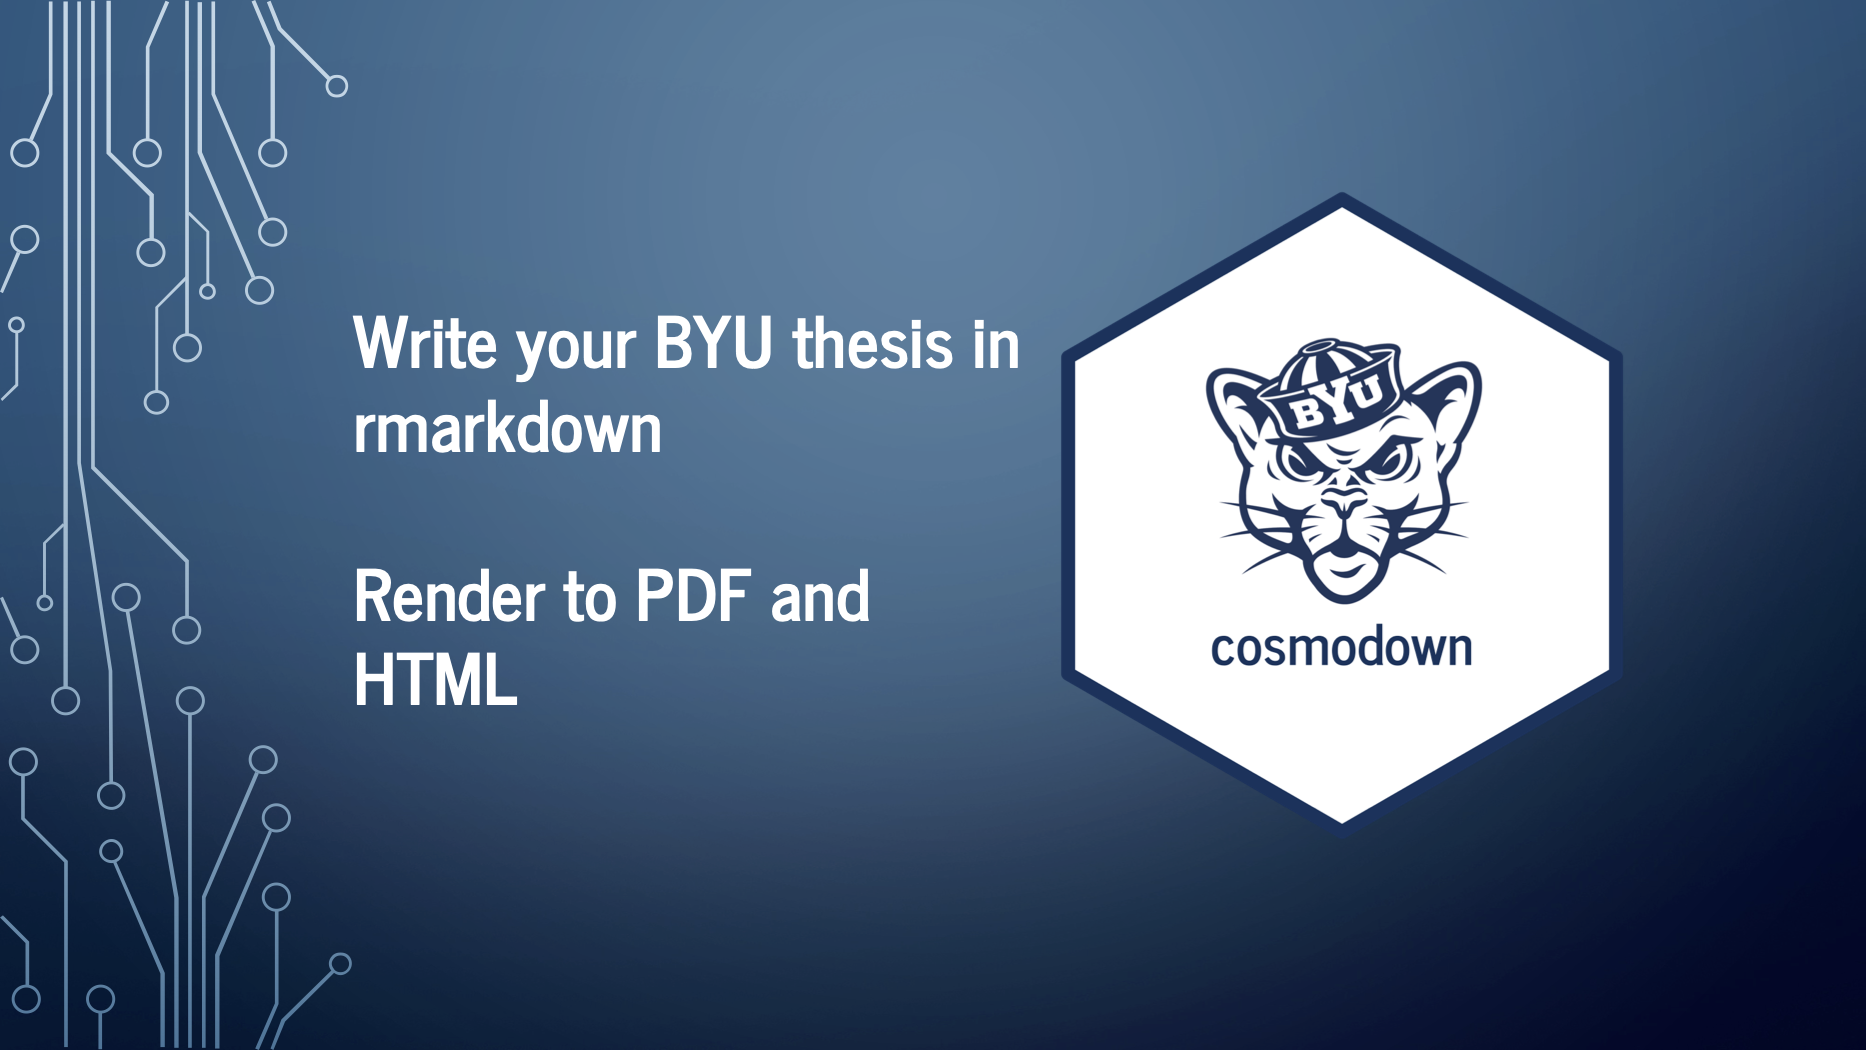 Write your BYU thesis in
rmarkdown
Render to PDF and
HTML
BYU
cosmodown